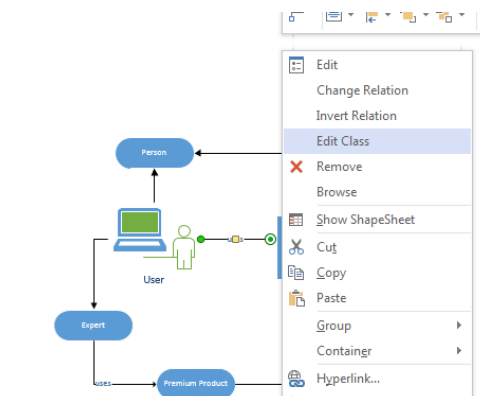 Edit
Change Relation
Invert Relation
Edit Class
Remove
Browse
Show ShapeSheet
Cut
Copy
Paste
Group
Container
Hyperlink...
Person
User
Expert
uses
Premium Product